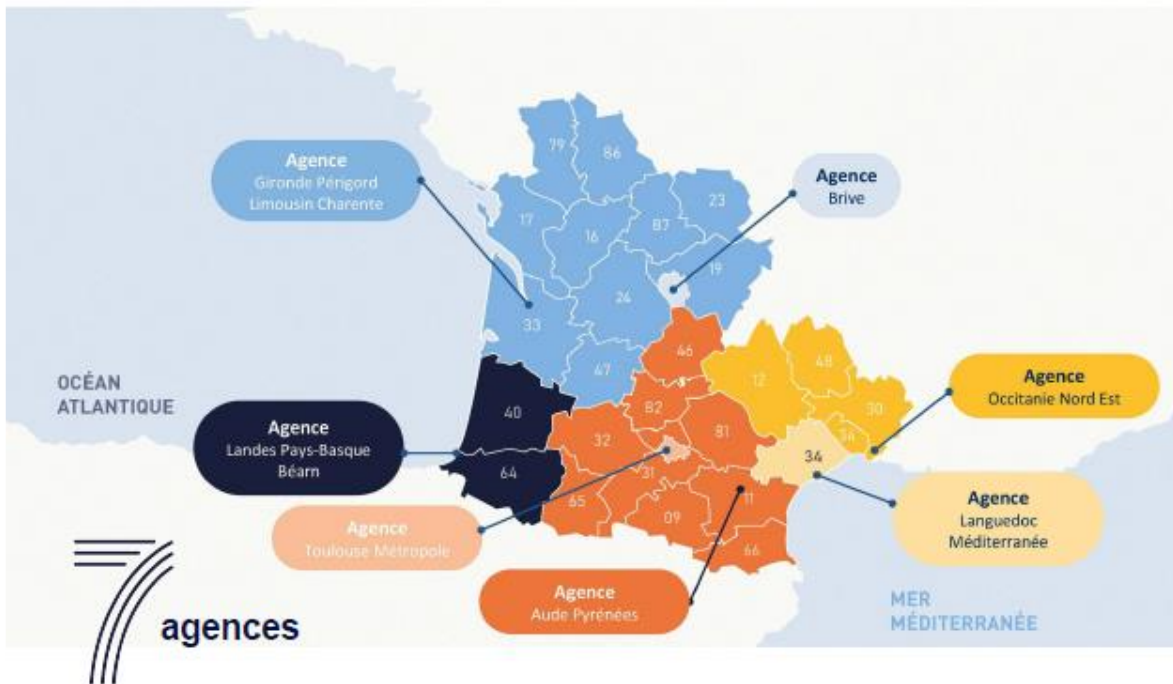 79
86
Agence
Gironde Périgord
Limousin Charente
Agence
Brive
23
17
16
87
19
24
33
46
47
12
48
OCÉAN
ATLANTIQUE
Agence
Occitanie Nord Est
30
40
82
34
Agence
Landes Pays-Basque
Béarn
32
81
34
64
31
65
11
09
66
Agence
Languedoc
Méditerranée
Agence
Toulouse Métropole
Agence
Aude Pyrénées
MER
MÉDITERRANÉE
7
agences